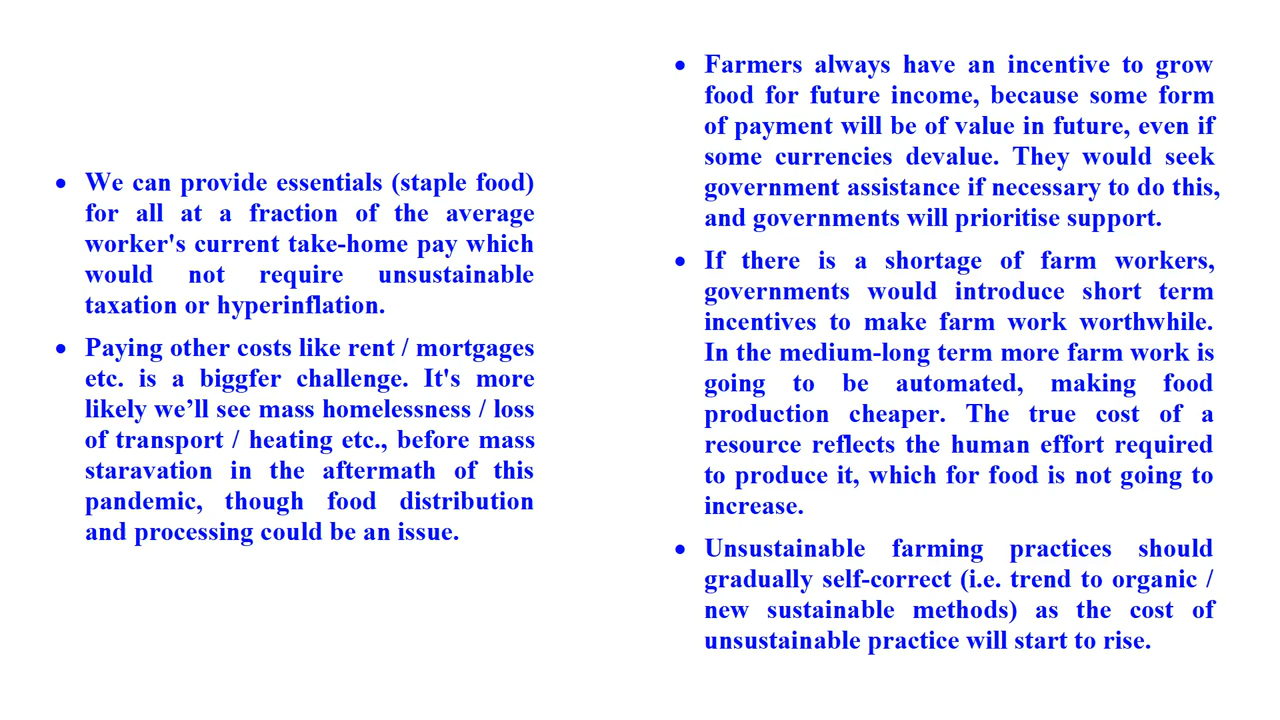 We can provide essentials (staple food)
for all at a fraction of the average
worker's current take-home pay which
would not require unsustainable
taxation or hyperinflation.
Paying other costs like rent / mortgages
etc. is a biggfer challenge. It's more
likely we’ll see mass homelessness / loss
of transport / heating etc., before mass
staravation in the aftermath of this
pandemic, though food distribution
and processing could be an issue.
Farmers always have an incentive to grow
food for future income, because some form
of payment will be of value in future, even if
some currencies devalue. They would seek
government assistance if necessary to do this,
and governments will prioritise support.
If there is a shortage of farm workers,
governments would introduce short term
incentives to make farm work worthwhile.
In the medium-long term more farm work is
going to be automated, making food
production cheaper. The true cost of a
resource reflects the human effort required
to produce it, which for food is not going to
increase.
Unsustainable farming practices should
gradually self-correct (i.e. trend to organic /
new sustainable methods) as the cost of
unsustainable practice will start to rise.